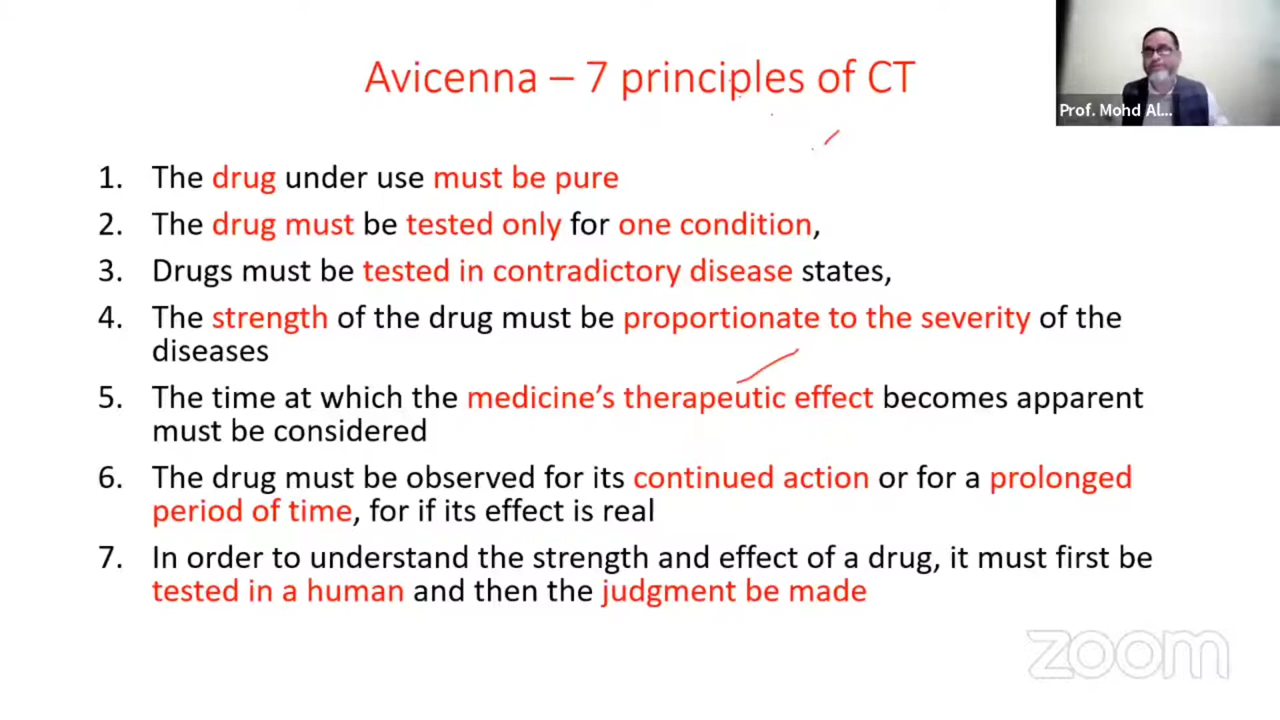 Avicenna – 7 principles of CT
Prof. Mohd Al...
1. The drug under use must be pure
2. The drug must be tested only for one condition,
3. Drugs must be tested in contradictory disease states,
4. The strength of the drug must be proportionate to the severity of the
diseases
5. The time at which the medicine’s therapeutic effect becomes apparent
must be considered
6. The drug must be observed for its continued action or for a prolonged
period of time, for if its effect is real
7. In order to understand the strength and effect of a drug, it must first be
tested in a human and then the judgment be made
zoom